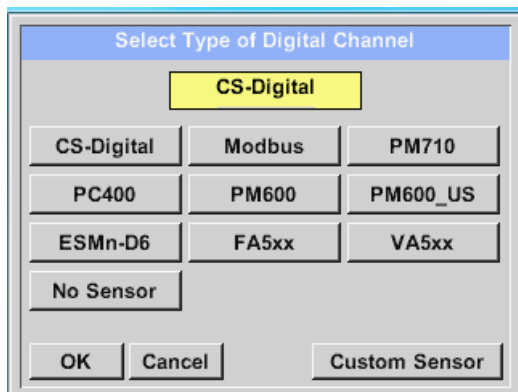 Select Type of Digital Channel
CS-Digital
CS-Digital Modbus PM710
PC400 PM600 PM600_US
ESMn-D6 FA5xx VA5xx
No Sensor
OK Cancel Custom Sensor